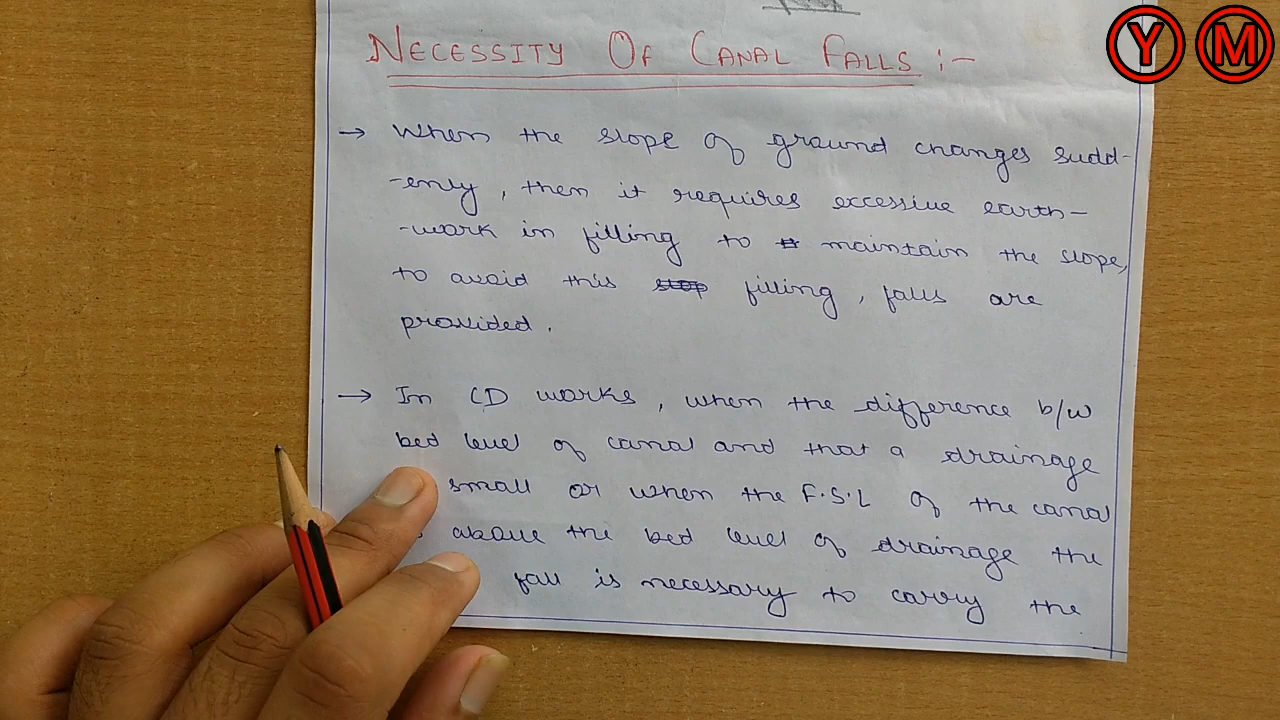 Y M
NECESSITY OF CANAL FALLS :-
→ When the slope of ground changes sudd-
-enly, then it requires excessive earth-
-work in filling to maintain the slope,
to avoid this filling, falls are
provided.
→ In CD works, when the difference b/w
bed level of canal and that a drainage
small or when the F.S.L of the canal
above the bed level of drainage the
fall is necessary to carry the